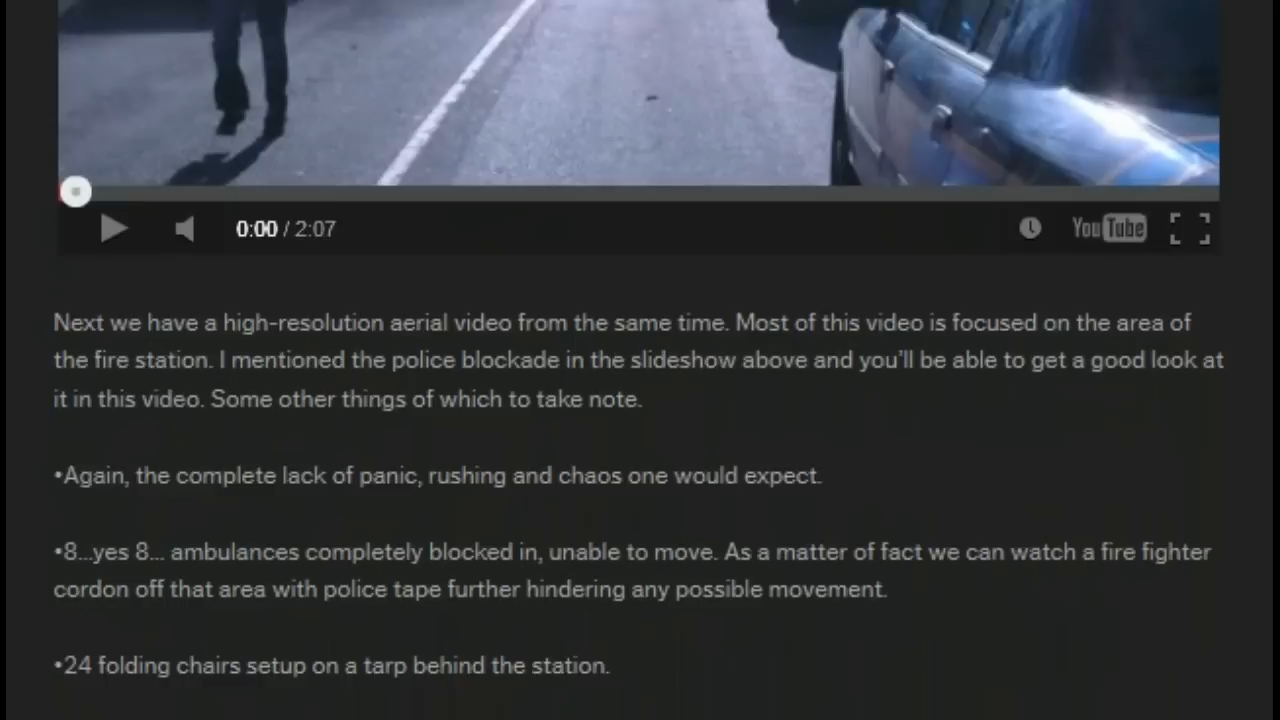 0:00 / 2:07
YouTube
Next we have a high-resolution aerial video from the same time. Most of this video is focused on the area of
the fire station. I mentioned the police blockade in the slideshow above and you'll be able to get a good look at
it in this video. Some other things of which to take note.
•Again, the complete lack of panic, rushing and chaos one would expect.
•8...yes 8... ambulances completely blocked in, unable to move. As a matter of fact we can watch a fire fighter
cordon off that area with police tape further hindering any possible movement.
•24 folding chairs setup on a tarp behind the station.